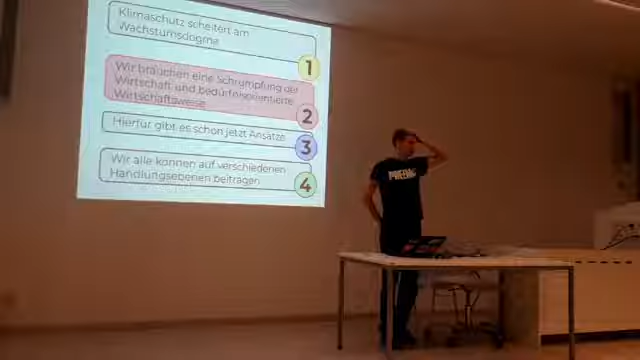 Klimaschutz scheitert am
Wachstumsdogma
1
Wir brauchen eine Schrumpfung der
Wirtschaft und bedürfnisorientierte
Wirtschaftsweise
2
Hierfür gibt es schon jetzt Ansätze
3
Wir alle können auf verschiedenen
Handlungsebenen beitragen
4